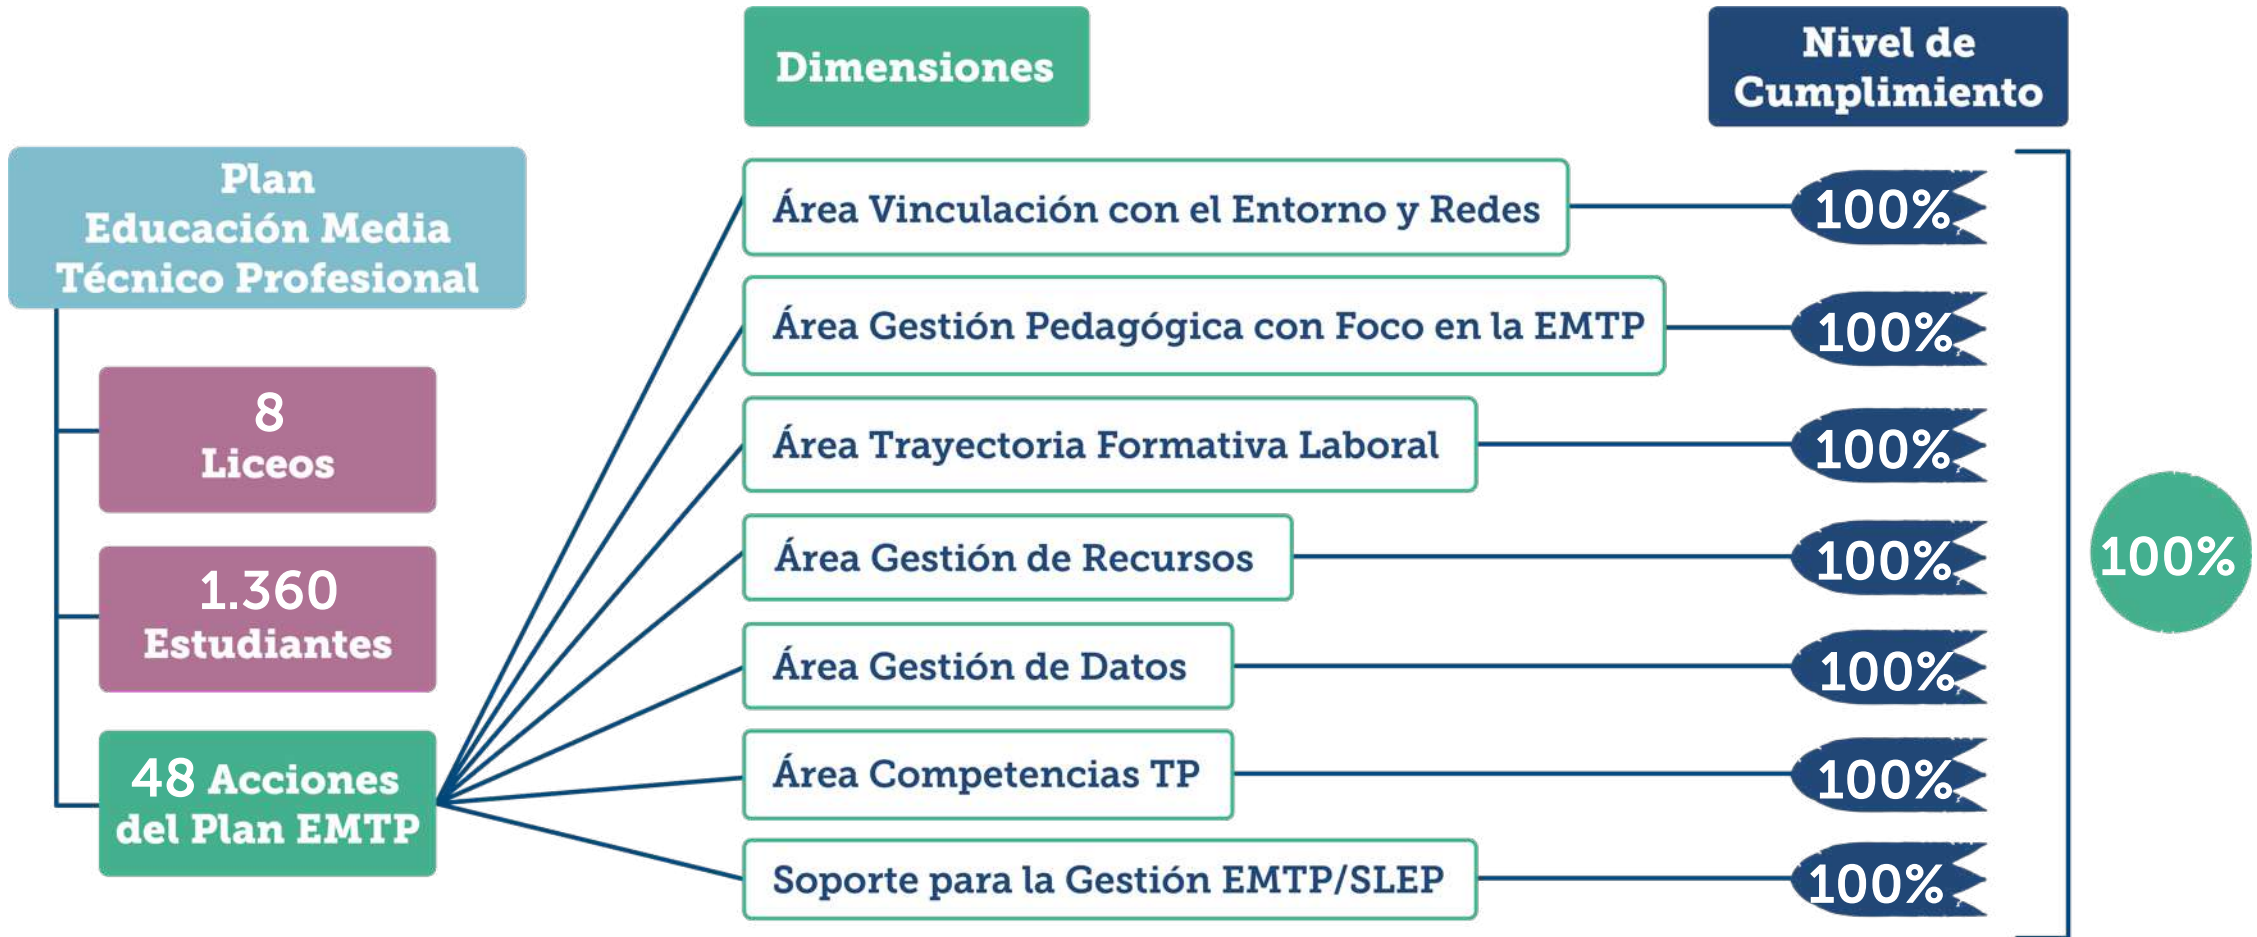 Dimensiones
Nivel de
Cumplimiento
Plan
Educación Media
Técnico Profesional
8
Liceos
1.360
Estudiantes
48 Acciones
del Plan EMTP
Área Vinculación con el Entorno y Redes
100%
Área Gestión Pedagógica con Foco en la EMTP
100%
Área Trayectoria Formativa Laboral
100%
Área Gestión de Recursos
100%
Área Gestión de Datos
100%
Área Competencias TP
100%
Soporte para la Gestión EMTP/SLEP
100%
100%